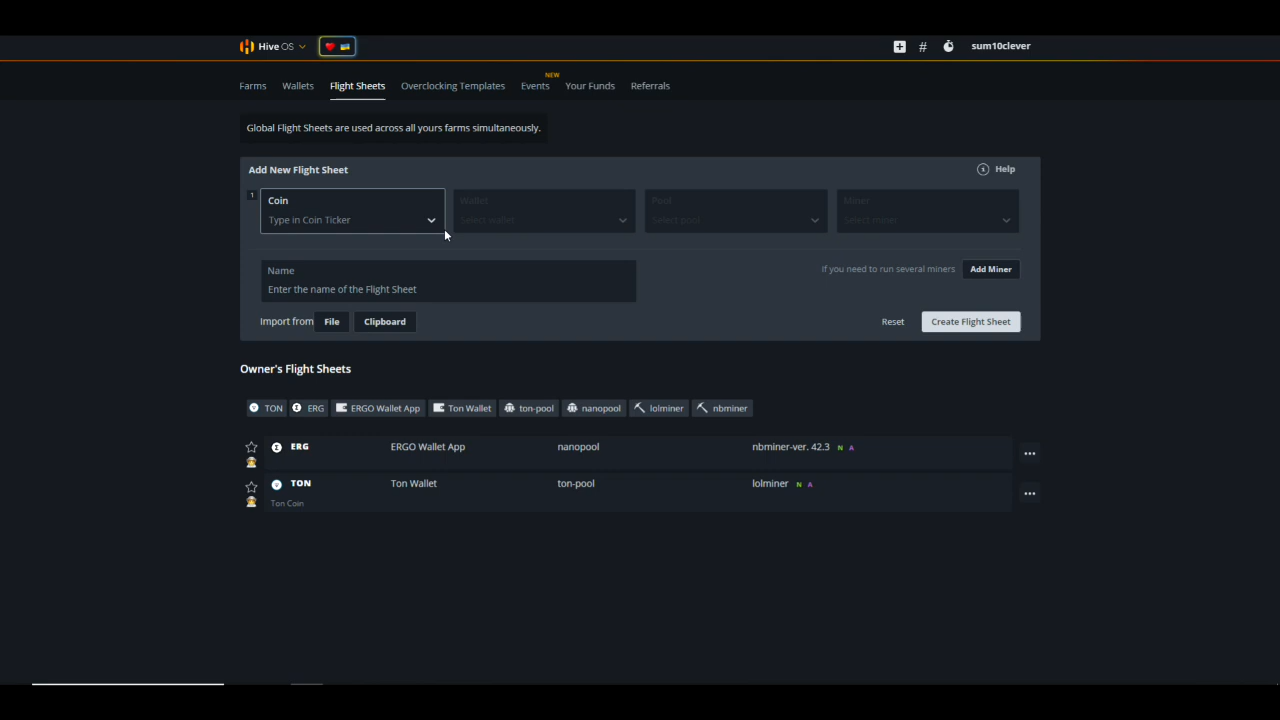 Hive OS
# sum10clever
NEW
Farms Wallets Flight Sheets Overclocking Templates Events Your Funds Referrals
Global Flight Sheets are used across all yours farms simultaneously.
Add New Flight Sheet
Help
1
Coin Wallet Pool Miner
Type in Coin Ticker Select wallet Select pool Select miner
Name
Enter the name of the Flight Sheet
If you need to run several miners Add Miner
Import from File Clipboard
Reset Create Flight Sheet
Owner's Flight Sheets
TON ERG ERGO Wallet App Ton Wallet ton-pool nanopool lolminer nbminer
ERG ERGO Wallet App nanopool nbminer-ver. 42.3 N A
TON Ton Wallet ton-pool lolminer N A
Ton Coin